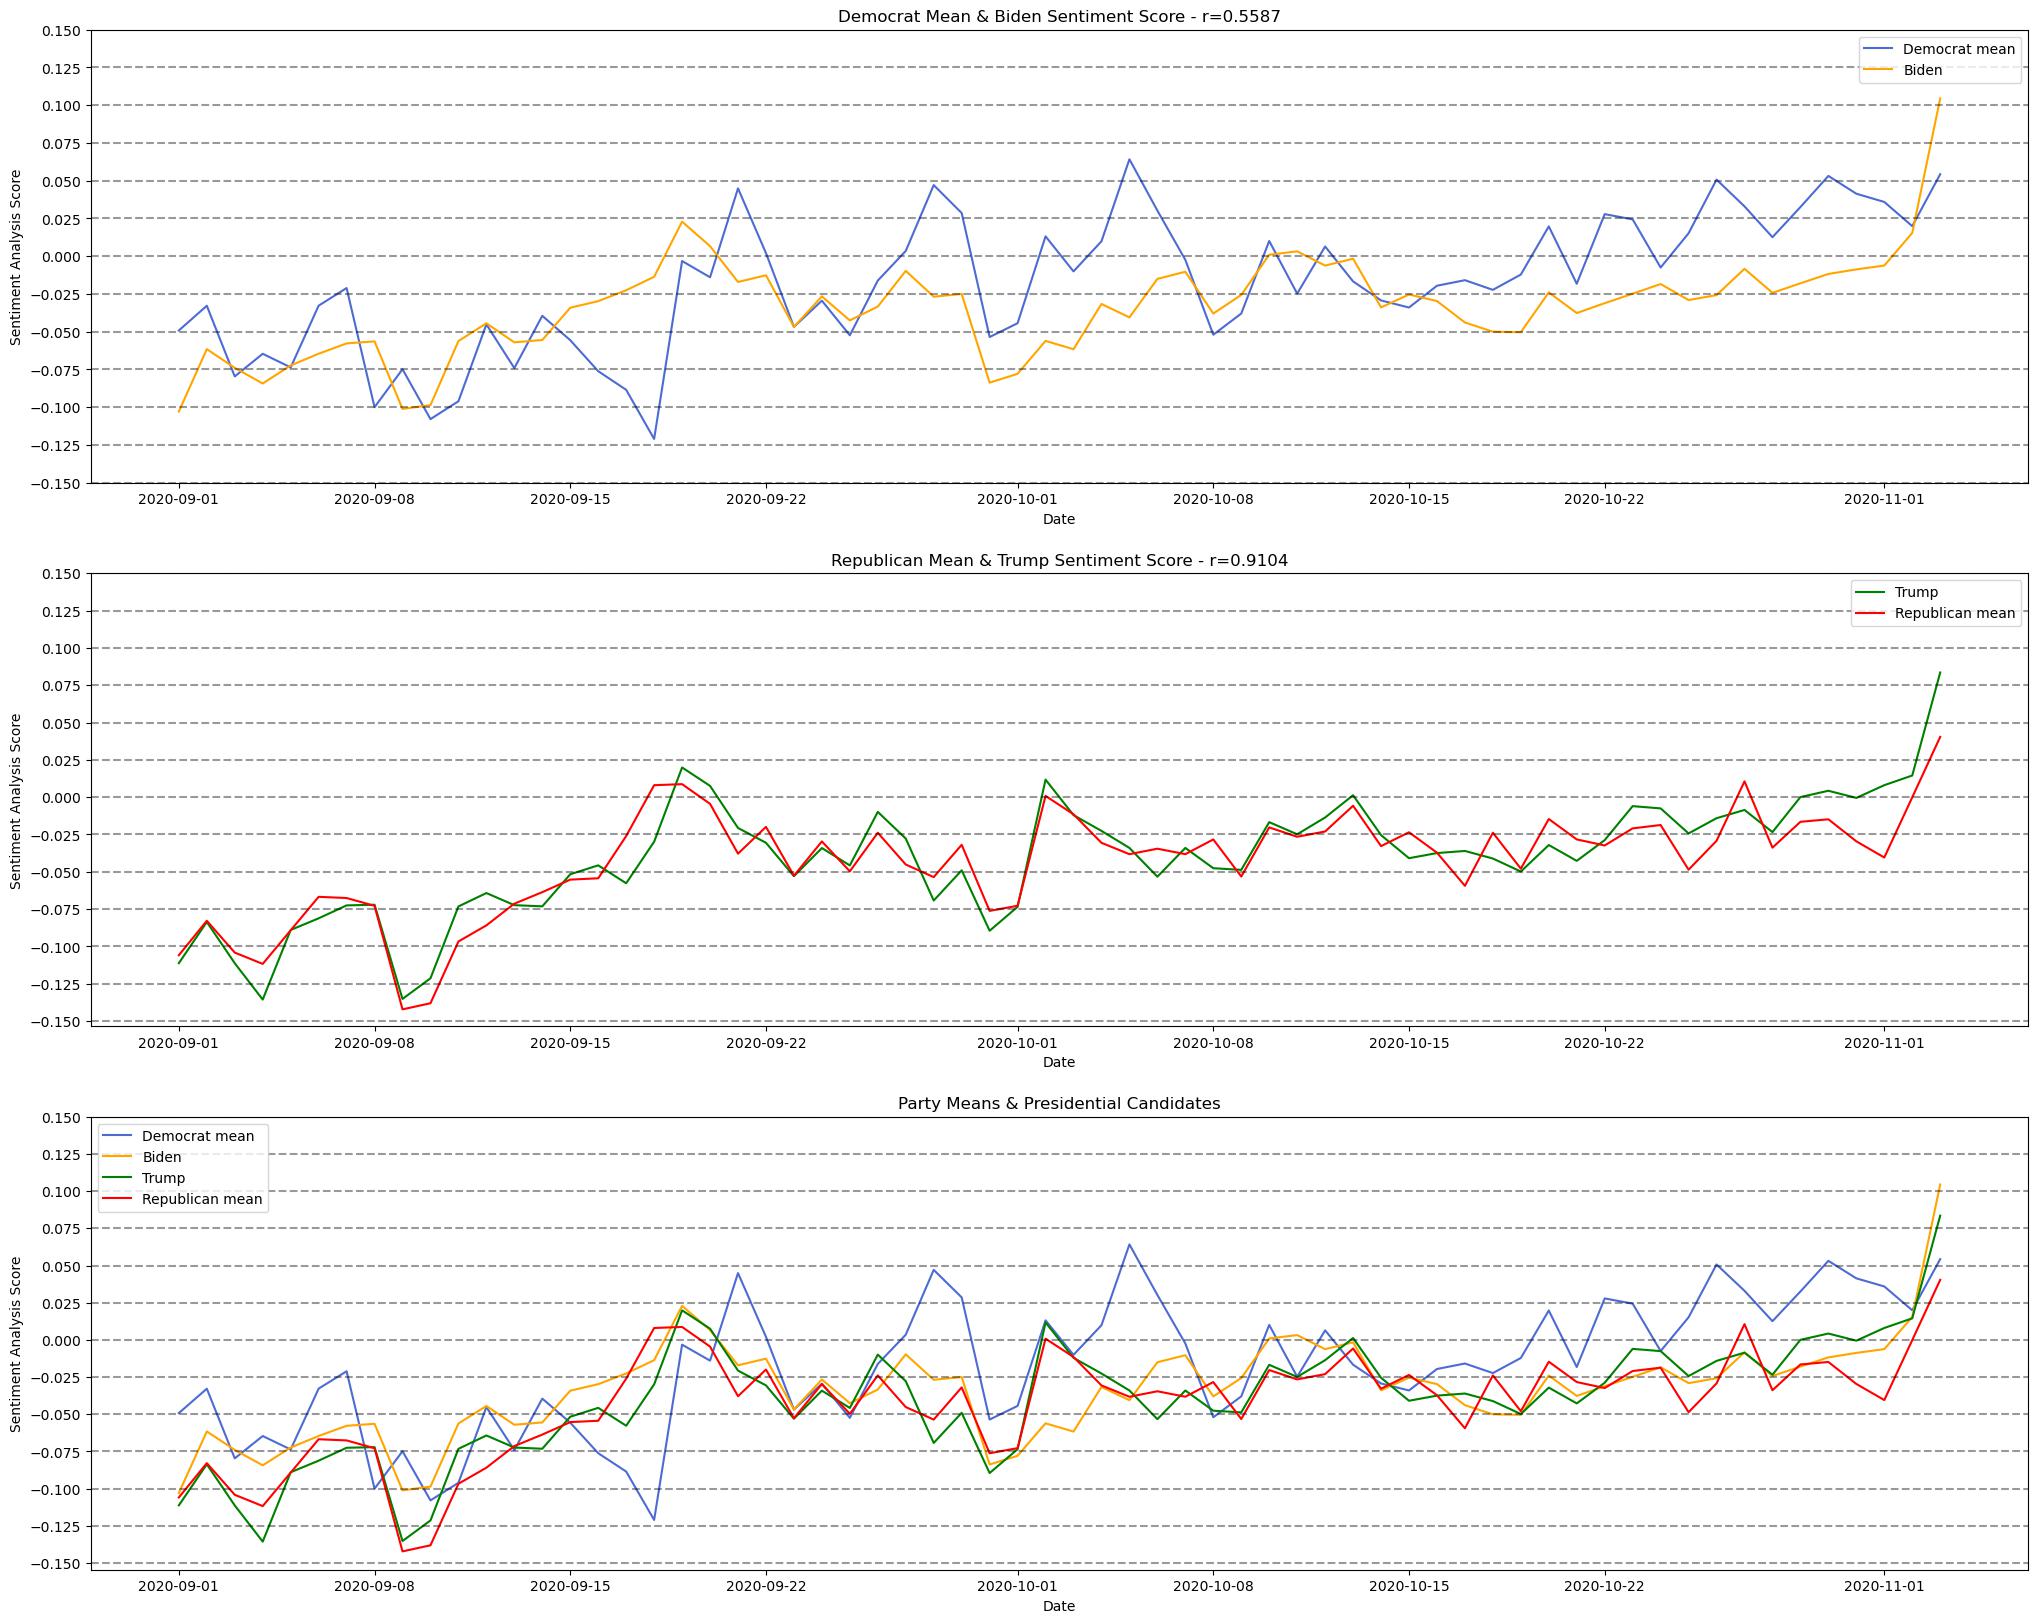 Democrat Mean & Biden Sentiment Score - r=0.5587
Democrat mean
Biden
Sentiment Analysis Score
0.150
0.125
0.100
0.075
0.050
0.025
0.000
−0.025
−0.050
−0.075
−0.100
−0.125
−0.150
2020-09-01 2020-09-08 2020-09-15 2020-09-22 2020-10-01 2020-10-08 2020-10-15 2020-10-22 2020-11-01
Date
Republican Mean & Trump Sentiment Score - r=0.9104
Trump
Republican mean
Sentiment Analysis Score
0.150
0.125
0.100
0.075
0.050
0.025
0.000
−0.025
−0.050
−0.075
−0.100
−0.125
−0.150
2020-09-01 2020-09-08 2020-09-15 2020-09-22 2020-10-01 2020-10-08 2020-10-15 2020-10-22 2020-11-01
Date
Party Means & Presidential Candidates
Democrat mean
Biden
Trump
Republican mean
Sentiment Analysis Score
0.150
0.125
0.100
0.075
0.050
0.025
0.000
−0.025
−0.050
−0.075
−0.100
−0.125
−0.150
2020-09-01 2020-09-08 2020-09-15 2020-09-22 2020-10-01 2020-10-08 2020-10-15 2020-10-22 2020-11-01
Date